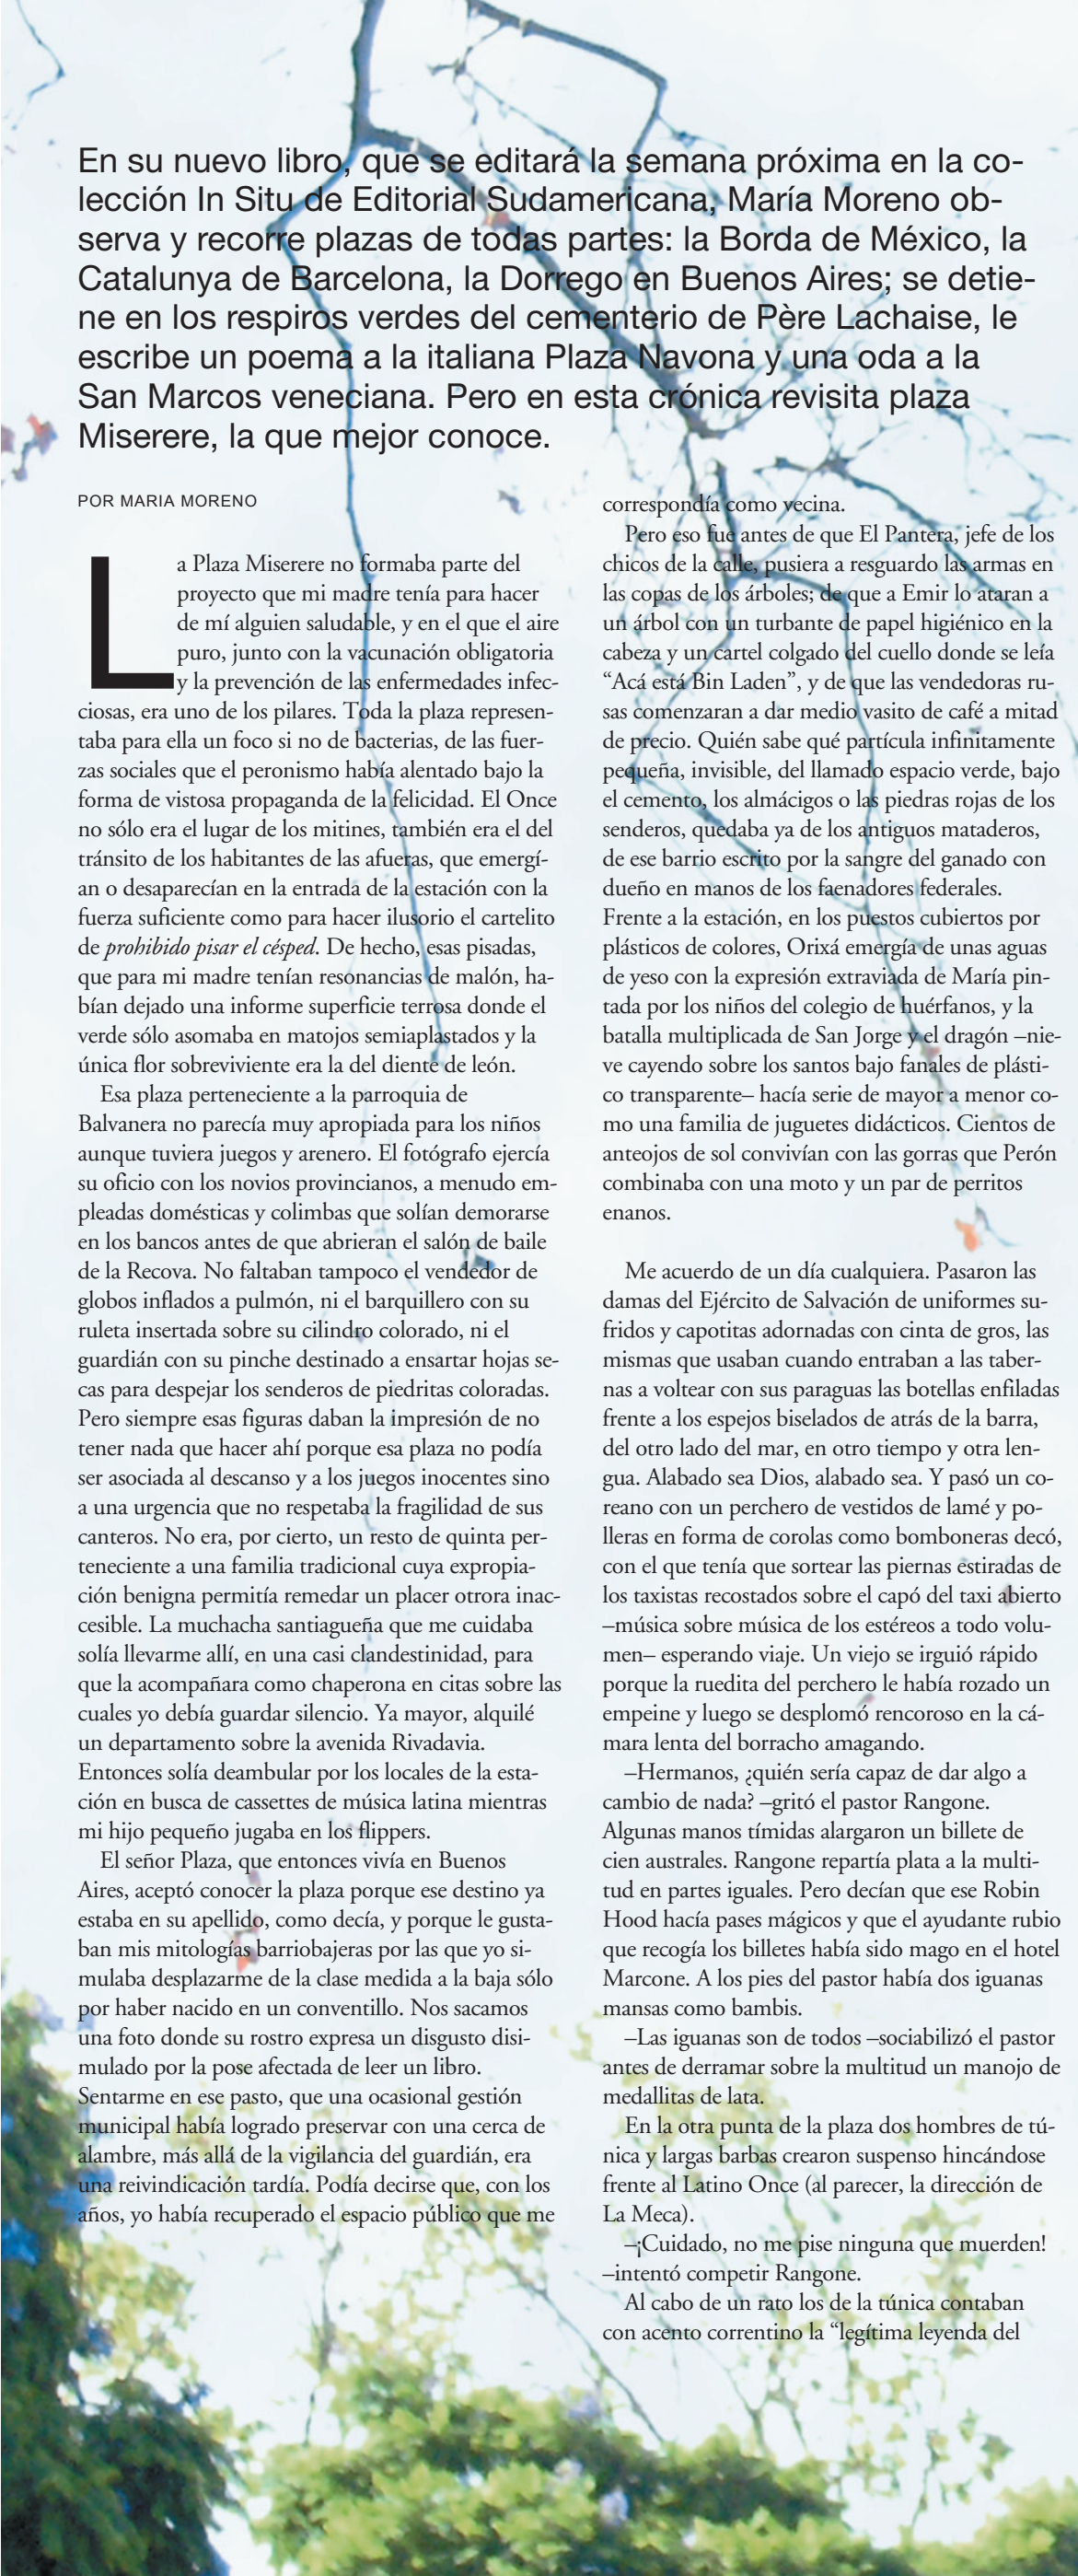 En su nuevo libro, que se editará la semana próxima en la co-
lección In Situ de Editorial Sudamericana, María Moreno ob-
serva y recorre plazas de todas partes: la Borda de México, la
Catalunya de Barcelona, la Dorrego en Buenos Aires; se detie-
ne en los respiros verdes del cementerio de Père Lachaise, le
escribe un poema a la italiana Plaza Navona y una oda a la
San Marcos veneciana. Pero en esta crónica revisita plaza
Miserere, la que mejor conoce.
POR MARIA MORENO
La Plaza Miserere no formaba parte del
proyecto que mi madre tenía para hacer
de mí alguien saludable, y en el que el aire
puro, junto con la vacunación obligatoria
y la prevención de las enfermedades infec-
ciosas, era uno de los pilares. Toda la plaza represen-
taba para ella un foco si no de bacterias, de las fuer-
zas sociales que el peronismo había alentado bajo la
forma de vistosa propaganda de la felicidad. El Once
no sólo era el lugar de los mitines, también era el del
tránsito de los habitantes de las afueras, que emergí-
an o desaparecían en la entrada de la estación con la
fuerza suficiente como para hacer ilusorio el cartelito
de prohibido pisar el césped. De hecho, esas pisadas,
que para mi madre tenían resonancias de malón, ha-
bían dejado una informe superficie terrosa donde el
verde sólo asomaba en matojos semiaplastados y la
única flor sobreviviente era la del diente de león.
Esa plaza perteneciente a la parroquia de
Balvanera no parecía muy apropiada para los niños
aunque tuviera juegos y arenero. El fotógrafo ejercía
su oficio con los novios provincianos, a menudo em-
pleadas domésticas y colimbas que solían demorarse
en los bancos antes de que abrieran el salón de baile
de la Recova. No faltaban tampoco el vendedor de
globos inflados a pulmón, ni el barquillero con su
ruleta insertada sobre su cilindro colorado, ni el
guardián con su pinche destinado a ensartar hojas se-
cas para despejar los senderos de piedritas coloradas.
Pero siempre esas figuras daban la impresión de no
tener nada que hacer ahí porque esa plaza no podía
ser asociada al descanso y a los juegos inocentes sino
a una urgencia que no respetaba la fragilidad de sus
canteros. No era, por cierto, un resto de quinta per-
teneciente a una familia tradicional cuya expropia-
ción benigna permitía remedar un placer otrora inac-
cesible. La muchacha santiagueña que me cuidaba
solía llevarme allí, en una casi clandestinidad, para
que la acompañara como chaperona en citas sobre las
cuales yo debía guardar silencio. Ya mayor, alquilé
un departamento sobre la avenida Rivadavia.
Entonces solía deambular por los locales de la esta-
ción en busca de cassettes de música latina mientras
mi hijo pequeño jugaba en los flippers.
El señor Plaza, que entonces vivía en Buenos
Aires, aceptó conocer la plaza porque ese destino ya
estaba en su apellido, como decía, y porque le gusta-
ban mis mitologías barriobajeras por las que yo si-
mulaba desplazarme de la clase medida a la baja sólo
por haber nacido en un conventillo. Nos sacamos
una foto donde su rostro expresa un disgusto disi-
mulado por la pose afectada de leer un libro.
Sentarme en ese pasto, que una ocasional gestión
municipal había logrado preservar con una cerca de
alambre, más allá de la vigilancia del guardián, era
una reivindicación tardía. Podía decirse que, con los
años, yo había recuperado el espacio público que me
correspondía como vecina.
Pero eso fue antes de que El Pantera, jefe de los
chicos de la calle, pusiera a resguardo las armas en
las copas de los árboles; de que a Emir lo ataran a
un árbol con un turbante de papel higiénico en la
cabeza y un cartel colgado del cuello donde se leía
“Acá está Bin Laden”, y de que las vendedoras ru-
sas comenzaran a dar medio vasito de café a mitad
de precio. Quién sabe qué partícula infinitamente
pequeña, invisible, del llamado espacio verde, bajo
el cemento, los almácigos o las piedras rojas de los
senderos, quedaba ya de los antiguos mataderos,
de ese barrio escrito por la sangre del ganado con
dueño en manos de los faenadores federales.
Frente a la estación, en los puestos cubiertos por
plásticos de colores, Orixá emergía de unas aguas
de yeso con la expresión extraviada de María pin-
tada por los niños del colegio de huérfanos, y la
batalla multiplicada de San Jorge y el dragón –nie-
ve cayendo sobre los santos bajo fanales de plásti-
co transparente– hacía serie de mayor a menor co-
mo una familia de juguetes didácticos. Cientos de
anteojos de sol convivían con las gorras que Perón
combinaba con una moto y un par de perritos
enanos.
Me acuerdo de un día cualquiera. Pasaron las
damas del Ejército de Salvación de uniformes su-
fridos y capotitas adornadas con cinta de gros, las
mismas que usaban cuando entraban a las taber-
nas a voltear con sus paraguas las botellas enfiladas
frente a los espejos biselados de atrás de la barra,
del otro lado del mar, en otro tiempo y otra len-
gua. Alabado sea Dios, alabado sea. Y pasó un co-
reano con un perchero de vestidos de lamé y po-
lleras en forma de corolas como bomboneras decó,
con el que tenía que sortear las piernas estiradas de
los taxistas recostados sobre el capó del taxi abierto
–música sobre música de los estéreos a todo volu-
men– esperando viaje. Un viejo se irguió rápido
porque la ruedita del perchero le había rozado un
empeine y luego se desplomó rencoroso en la cá-
mara lenta del borracho amagando.
–Hermanos, ¿quién sería capaz de dar algo a
cambio de nada? –gritó el pastor Rangone.
Algunas manos tímidas alargaron un billete de
cien australes. Rangone repartía plata a la multi-
tud en partes iguales. Pero decían que ese Robin
Hood hacía pases mágicos y que el ayudante rubio
que recogía los billetes había sido mago en el hotel
Marcone. A los pies del pastor había dos iguanas
mansas como bambis.
–Las iguanas son de todos –sociabilizó el pastor
antes de derramar sobre la multitud un manojo de
medallitas de lata.
En la otra punta de la plaza dos hombres de tú-
nica y largas barbas crearon suspenso hincándose
frente al Latino Once (al parecer, la dirección de
La Meca).
–¡Cuidado, no me pise ninguna que muerden!
–intentó competir Rangone.
Al cabo de un rato los de la túnica contaban
con acento correntino la “legítima leyenda del